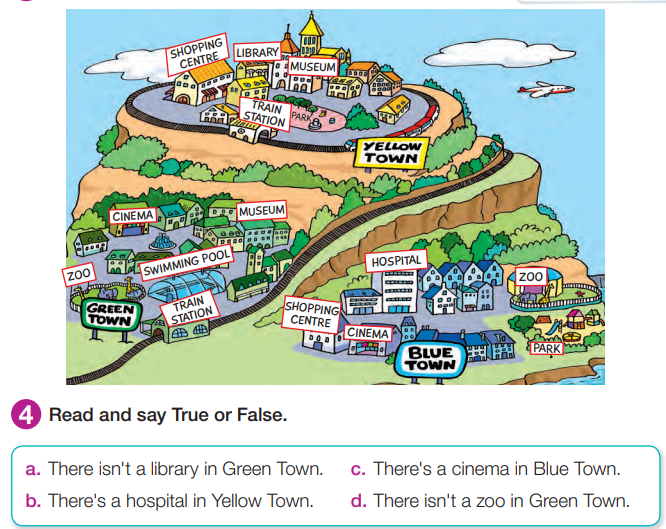 SHOPPING
CENTRE
LIBRARY
MUSEUM
TRAIN
STATION
PARK
YELLOW
TOWN
CINEMA
MUSEUM
ZOO
SWIMMING POOL
GREEN
TOWN
TRAIN
STATION
HOSPITAL
ZOO
SHOPPING
CENTRE
CINEMA
PARK
BLUE
TOWN
4 Read and say True or False.
a. There isn't a library in Green Town.
b. There's a hospital in Yellow Town.
c. There's a cinema in Blue Town.
d. There isn't a zoo in Green Town.